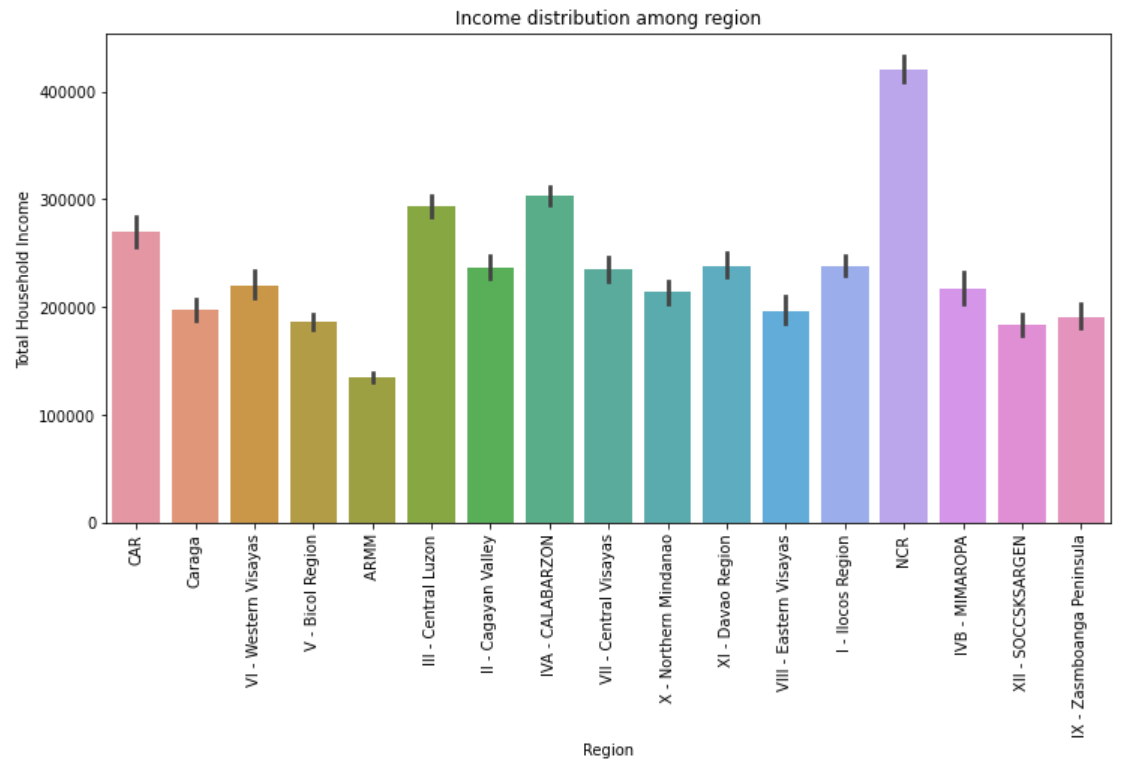 Income distribution among region
Total Household Income
400000
300000
200000
100000
0
CAR
Caraga
VI - Western Visayas
V - Bicol Region
ARMM
III - Central Luzon
II - Cagayan Valley
IVA - CALABARZON
VII - Central Visayas
X - Northern Mindanao
XI - Davao Region
VIII - Eastern Visayas
I - Ilocos Region
NCR
IVB - MIMAROPA
XII - SOCCSKSARGEN
IX - Zasmboanga Peninsula
Region